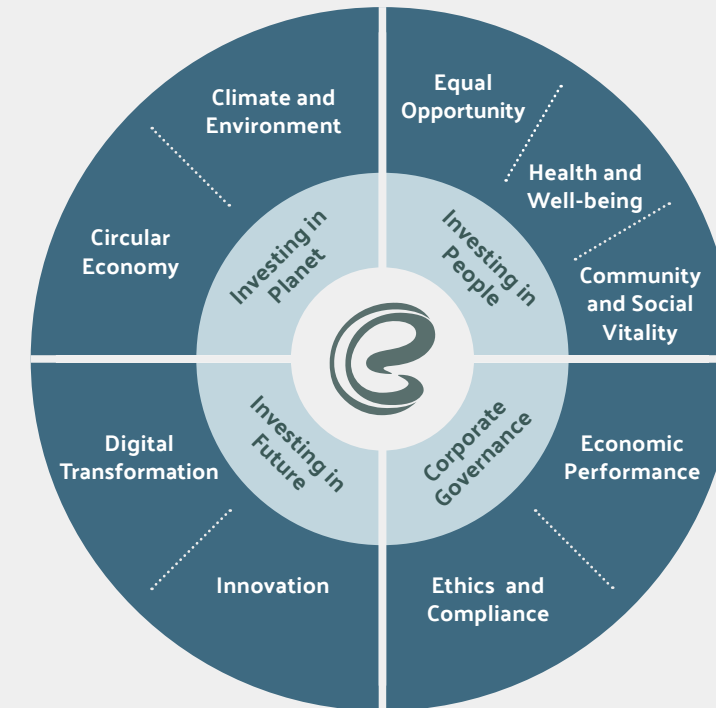 Climate and
Environment
Circular
Economy
Investing in
Planet
Equal
Opportunity
Health and
Well-being
Community
and Social
Vitality
Investing in
People
Digital
Transformation
Innovation
Investing in
Future
Economic
Performance
Ethics and
Compliance
Corporate
Governance